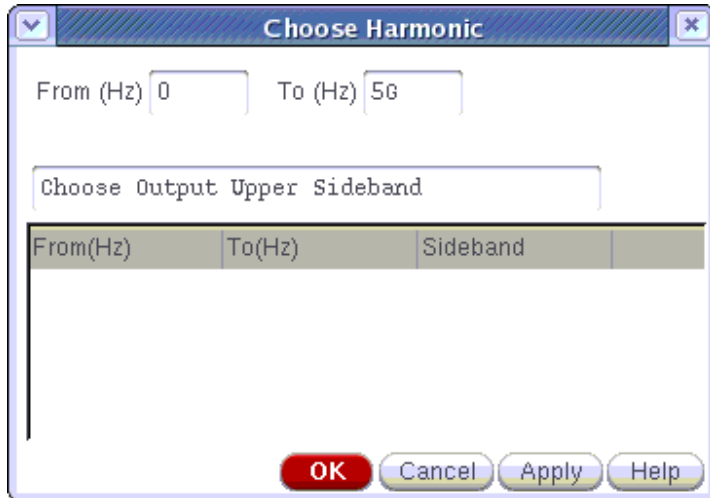 Choose Harmonic
From (Hz) 0 To (Hz) 5G
Choose Output Upper Sideband
From(Hz) To(Hz) Sideband
OK Cancel Apply Help